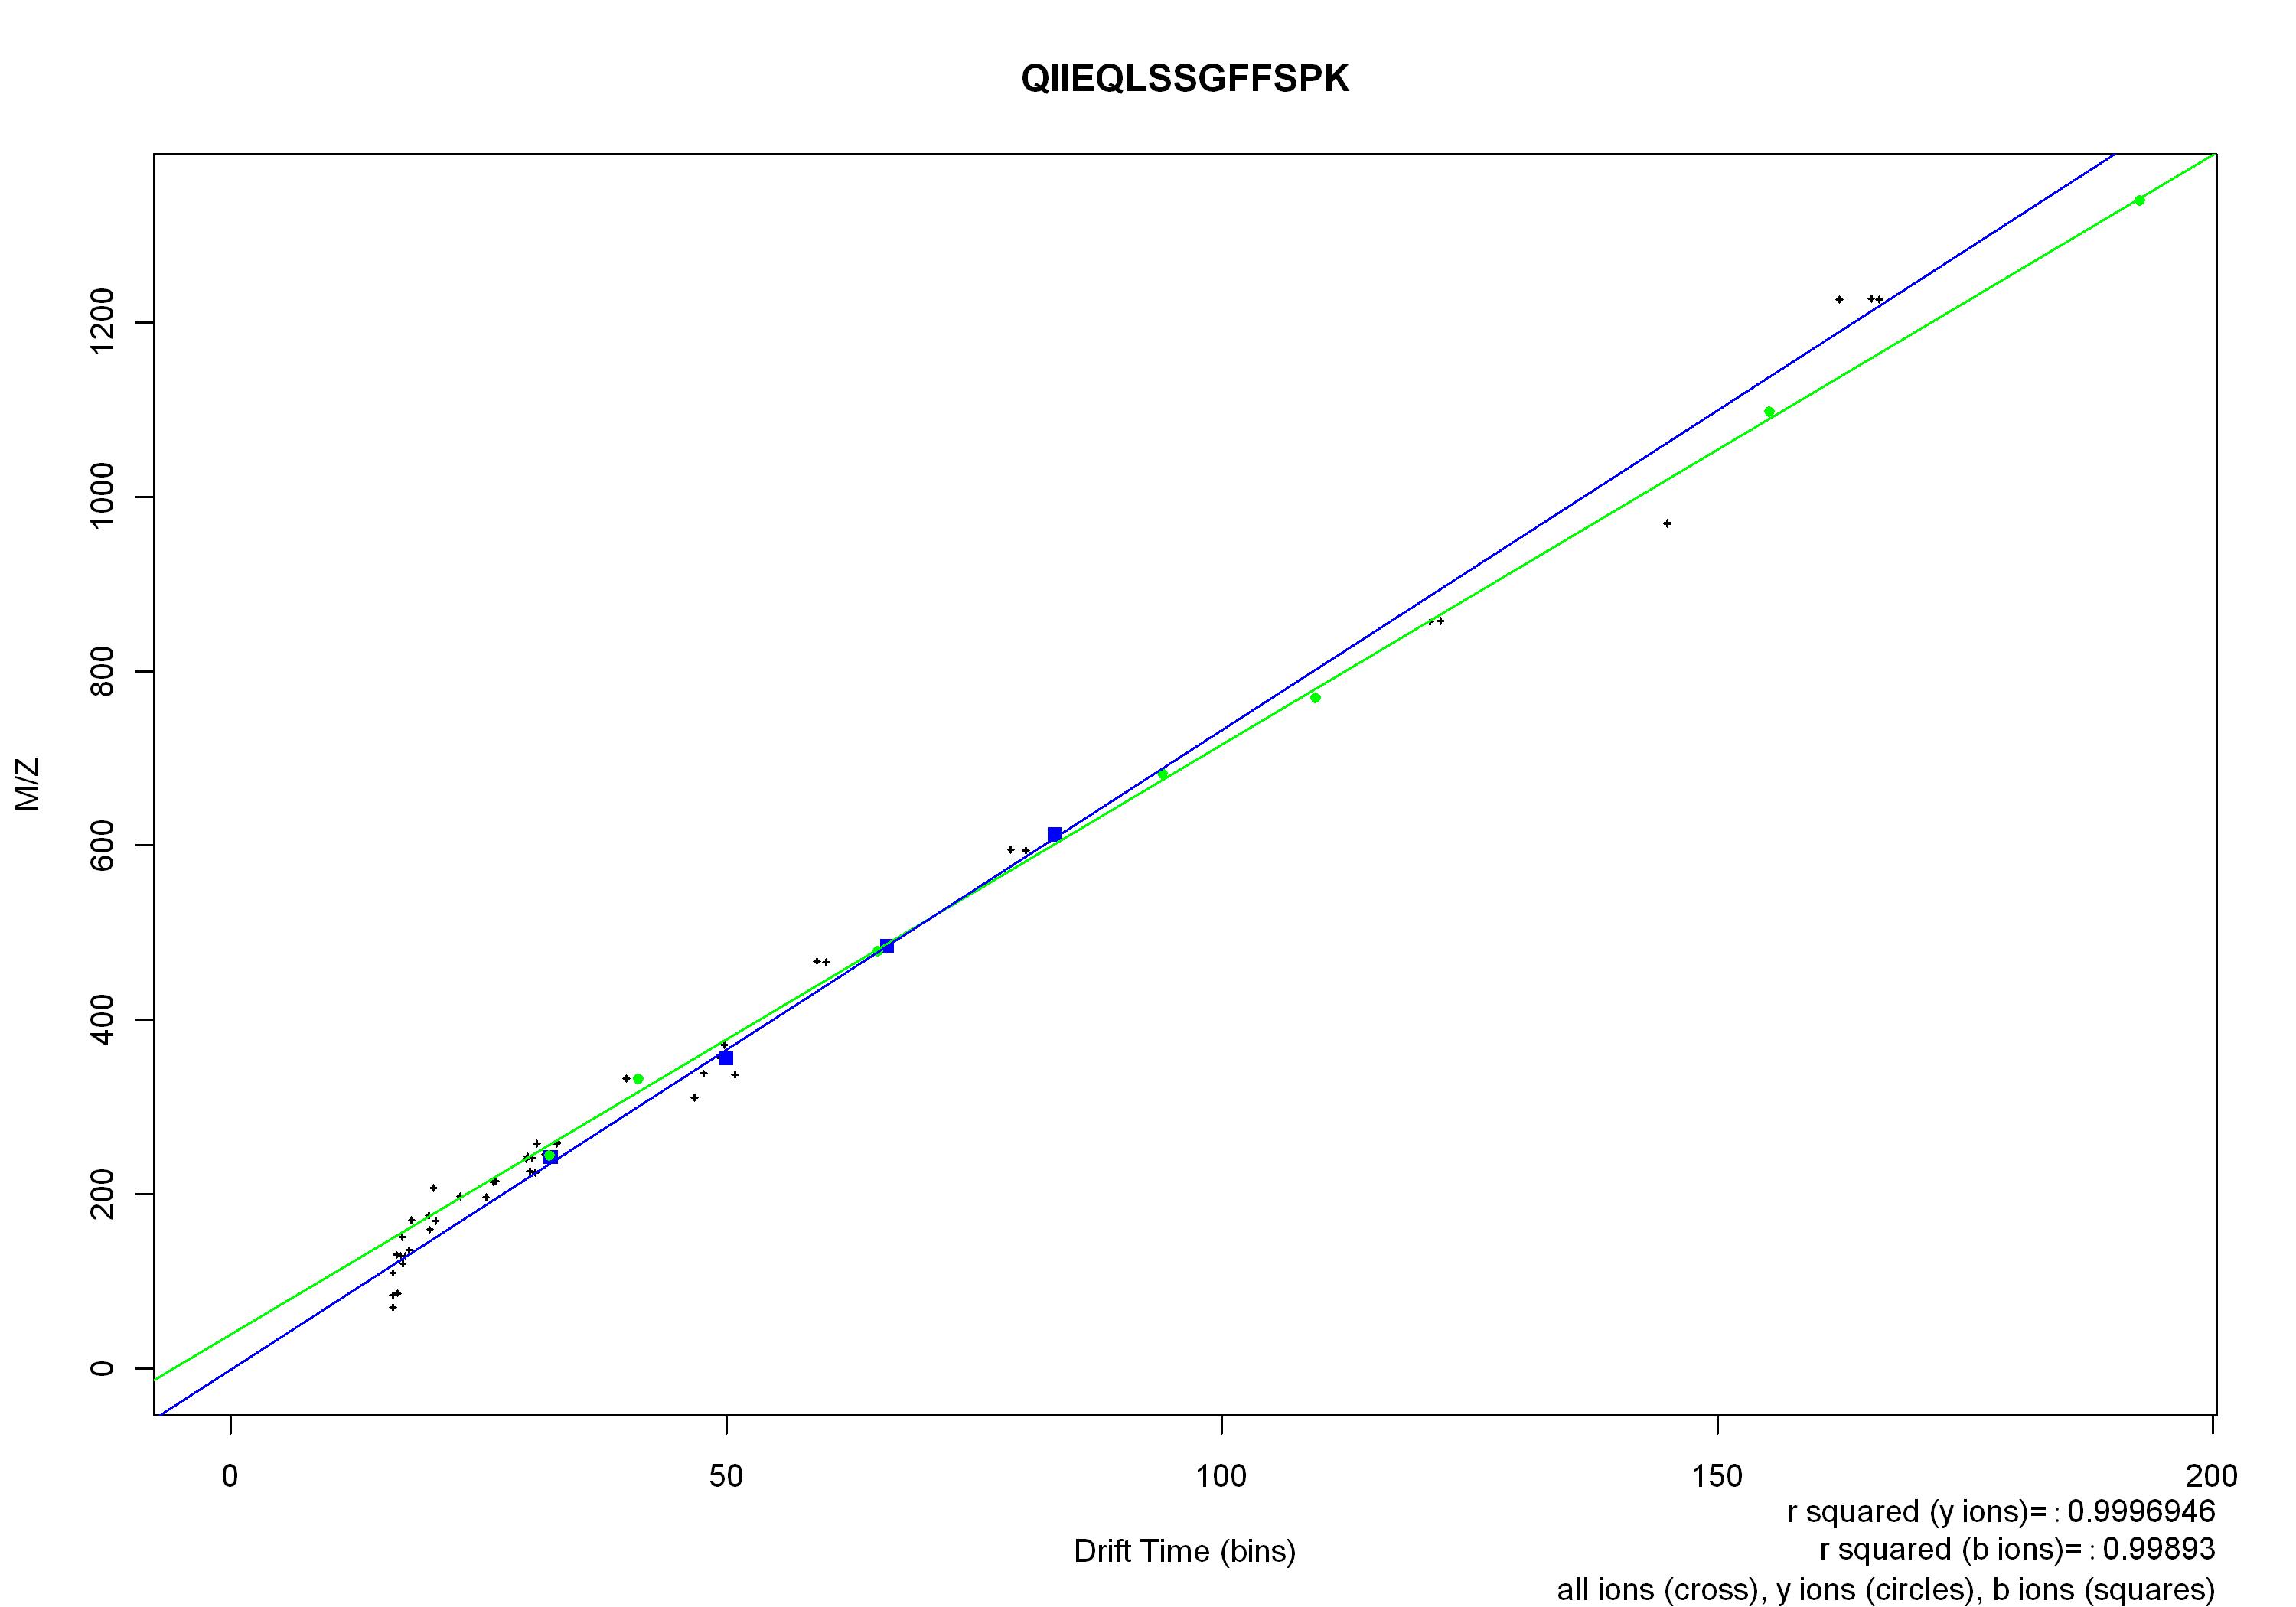 QIIEQLSSGFFSPK
M/Z
1200
1000
800
600
400
200
0
0 50 100 150 200
Drift Time (bins)
r squared (y ions)= : 0.9996946
r squared (b ions)= : 0.99893
all ions (cross), y ions (circles), b ions (squares)